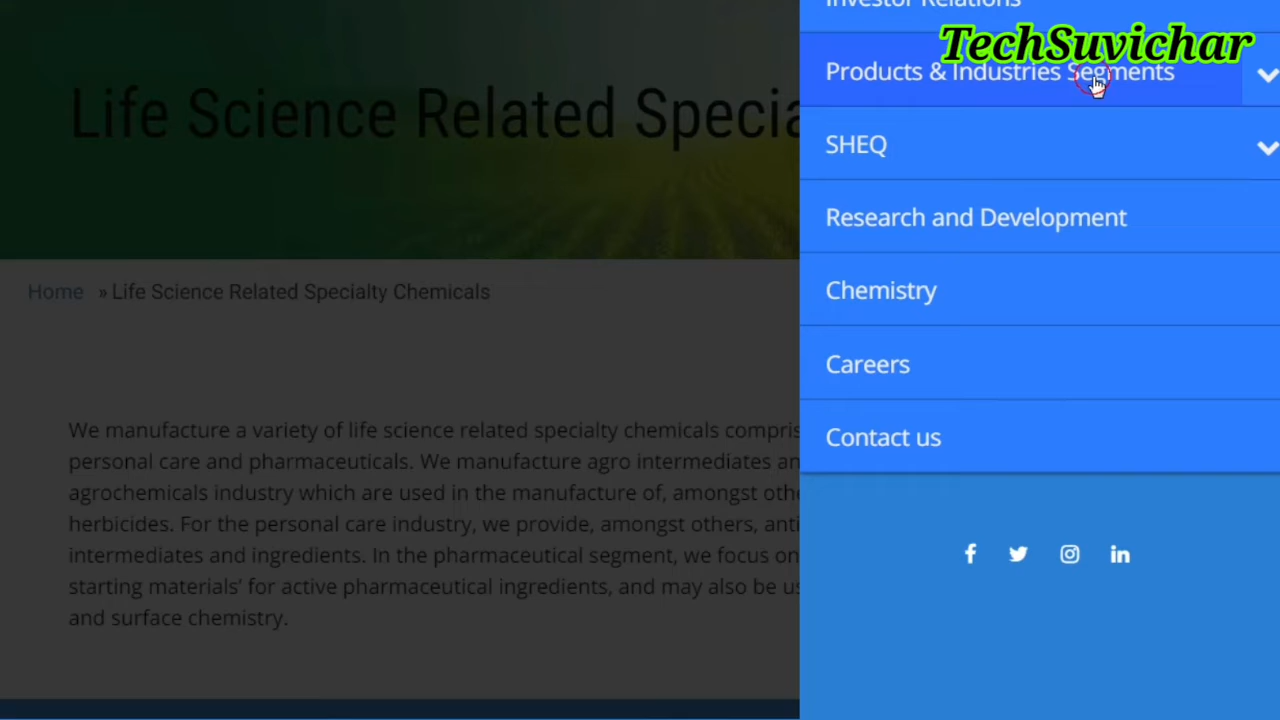 Investor Relations
TechSuvichar
Products & Industries Segments
Life Science Related Specia
SHEQ
Research and Development
Home » Life Science Related Specialty Chemicals
Chemistry
Careers
Contact us
We manufacture a variety of life science related specialty chemicals compris
personal care and pharmaceuticals. We manufacture agro intermediates an
agrochemicals industry which are used in the manufacture of, amongst othe
herbicides. For the personal care industry, we provide, amongst others, anti
intermediates and ingredients. In the pharmaceutical segment, we focus on
starting materials’ for active pharmaceutical ingredients, and may also be us
and surface chemistry.